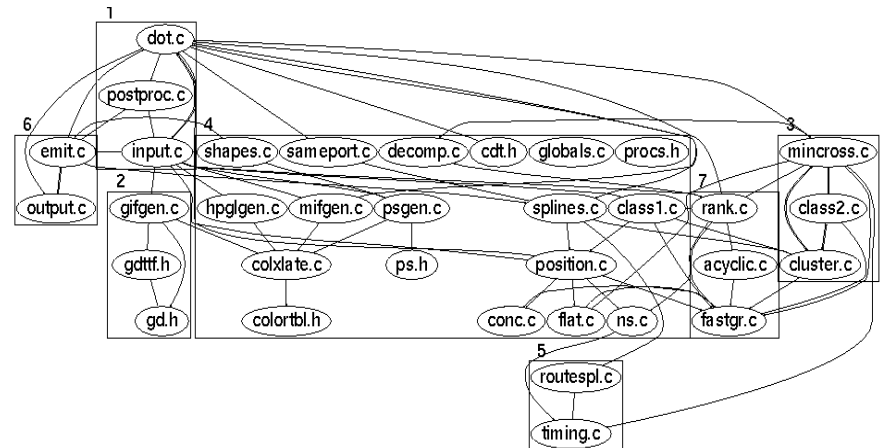 1
dot.c
postproc.c
6
4
3
emit.c input.c shapes.c sameport.c decomp.c cdt.h globals.c procs.h mincross.c
2
7
output.c gifgen.c hpglgen.c mifgen.c psgen.c splines.c class1.c rank.c class2.c
gdttf.h colxlate.c ps.h position.c acyclic.c cluster.c
gd.h colortbl.h conc.c flat.c ns.c fastgr.c
5
routespl.c
timing.c